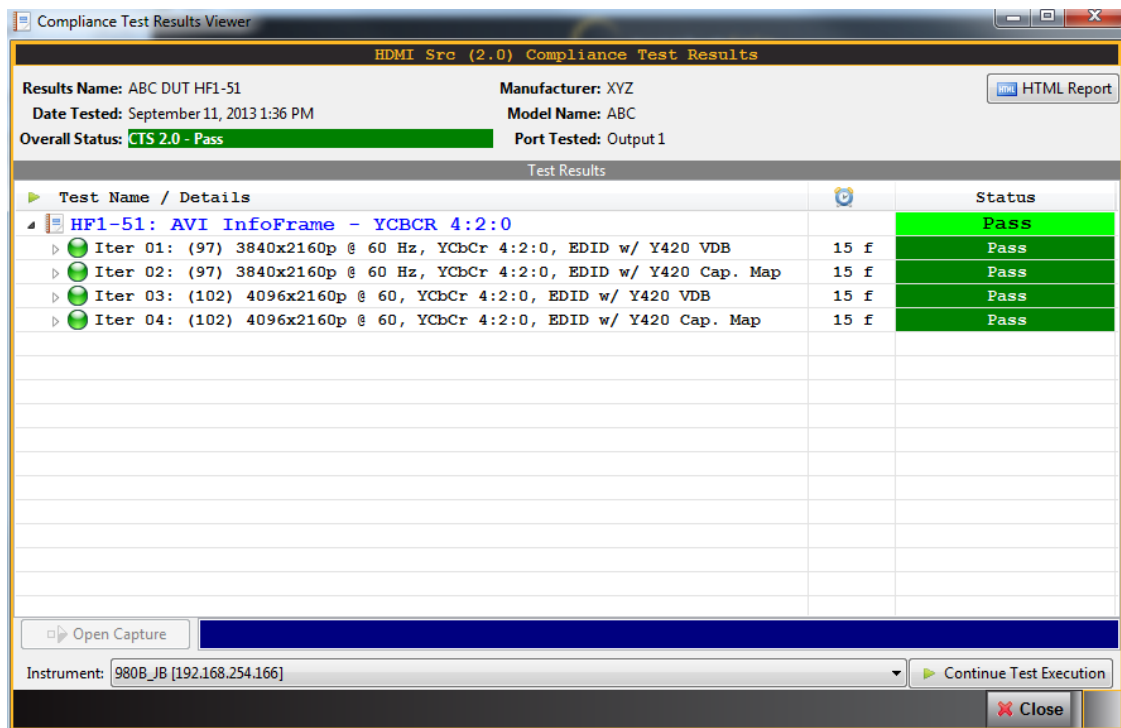 Compliance Test Results Viewer
HDMI Src (2.0) Compliance Test Results
Results Name: ABC DUT HF1-51
Manufacturer: XYZ
HTML HTML Report
Date Tested: September 11, 2013 1:36 PM
Model Name: ABC
Overall Status: CTS 2.0 - Pass
Port Tested: Output 1
Test Results
Test Name / Details
Status
HF1-51: AVI InfoFrame - YCBCR 4:2:0
Pass
Iter 01: (97) 3840x2160p @ 60 Hz, YCbCr 4:2:0, EDID w/ Y420 VDB 15 f Pass
Iter 02: (97) 3840x2160p @ 60 Hz, YCbCr 4:2:0, EDID w/ Y420 Cap. Map 15 f Pass
Iter 03: (102) 4096x2160p @ 60, YCbCr 4:2:0, EDID w/ Y420 VDB 15 f Pass
Iter 04: (102) 4096x2160p @ 60, YCbCr 4:2:0, EDID w/ Y420 Cap. Map 15 f Pass
Open Capture
Instrument: 980B_JB [192.168.254.166]
Continue Test Execution
Close